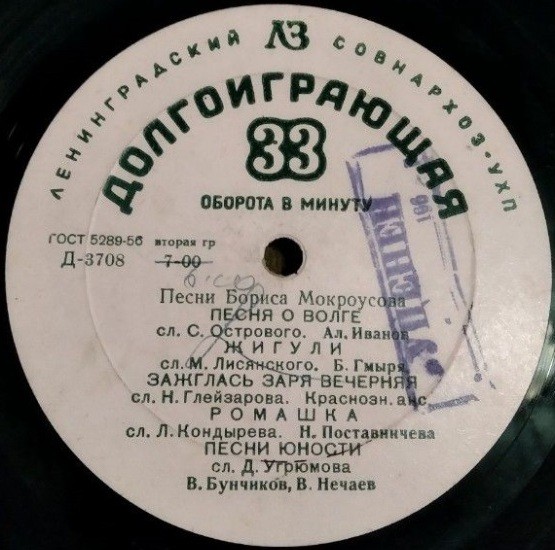 ЛЕНИНГРАДСКИЙ ЛЗ СОВНАРХОЗ·УХП
ДОЛГОИГРАЮЩАЯ
33
ОБОРОТА В МИНУТУ
ГОСТ 5289-56 вторая гр
Д-3708 7-00
Песни Бориса Мокроусова
ПЕСНЯ О ВОЛГЕ
сл. С. Острового. Ал. Иванов
ЖИГУЛИ
сл. М. Лисянского. Б. Гмыря.
ЗАЖГЛАСЬ ЗАРЯ ВЕЧЕРНЯЯ
сл. Н. Глейзарова. Краснозн. анс.
РОМАШКА
сл. Л. Кондырева. Н. Поставничева
ПЕСНИ ЮНОСТИ
сл. Д. Угрюмова
В. Бунчиков, В. Нечаев